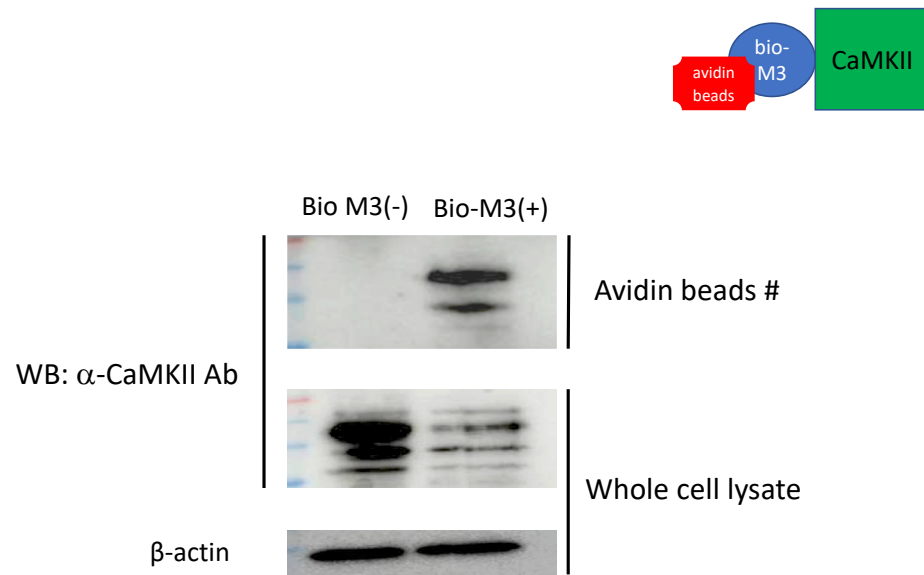 bio-
M3
CaMKII
avidin
beads
Bio M3(-) Bio-M3(+)
Avidin beads #
WB: α-CaMKII Ab
Whole cell lysate
β-actin